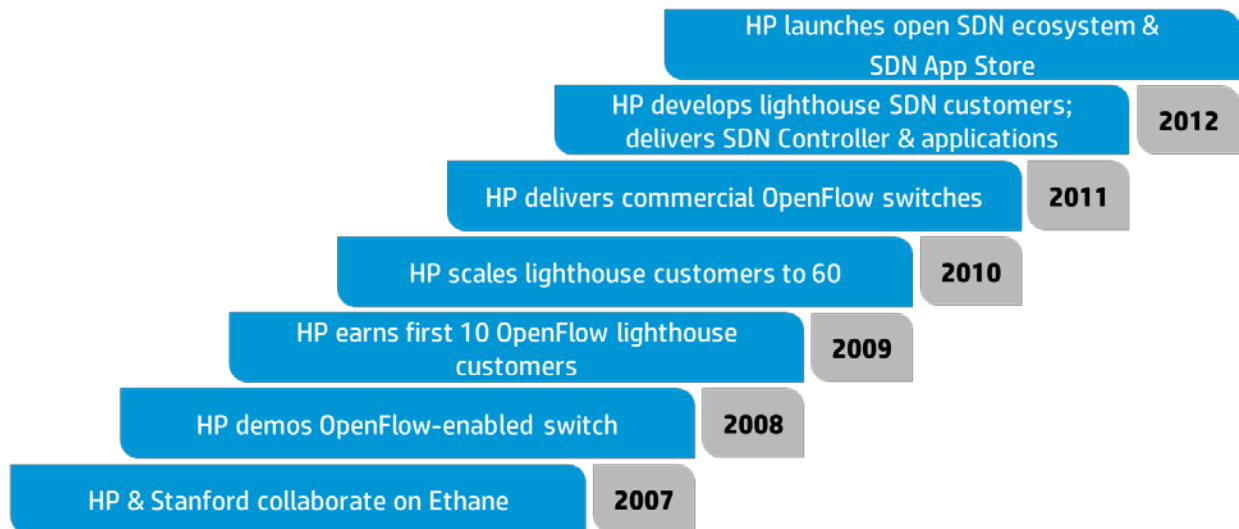 HP launches open SDN ecosystem &
SDN App Store
HP develops lighthouse SDN customers;
delivers SDN Controller & applications
2012
HP delivers commercial OpenFlow switches
2011
HP scales lighthouse customers to 60
2010
HP earns first 10 OpenFlow lighthouse
customers
2009
HP demos OpenFlow-enabled switch
2008
HP & Stanford collaborate on Ethane
2007